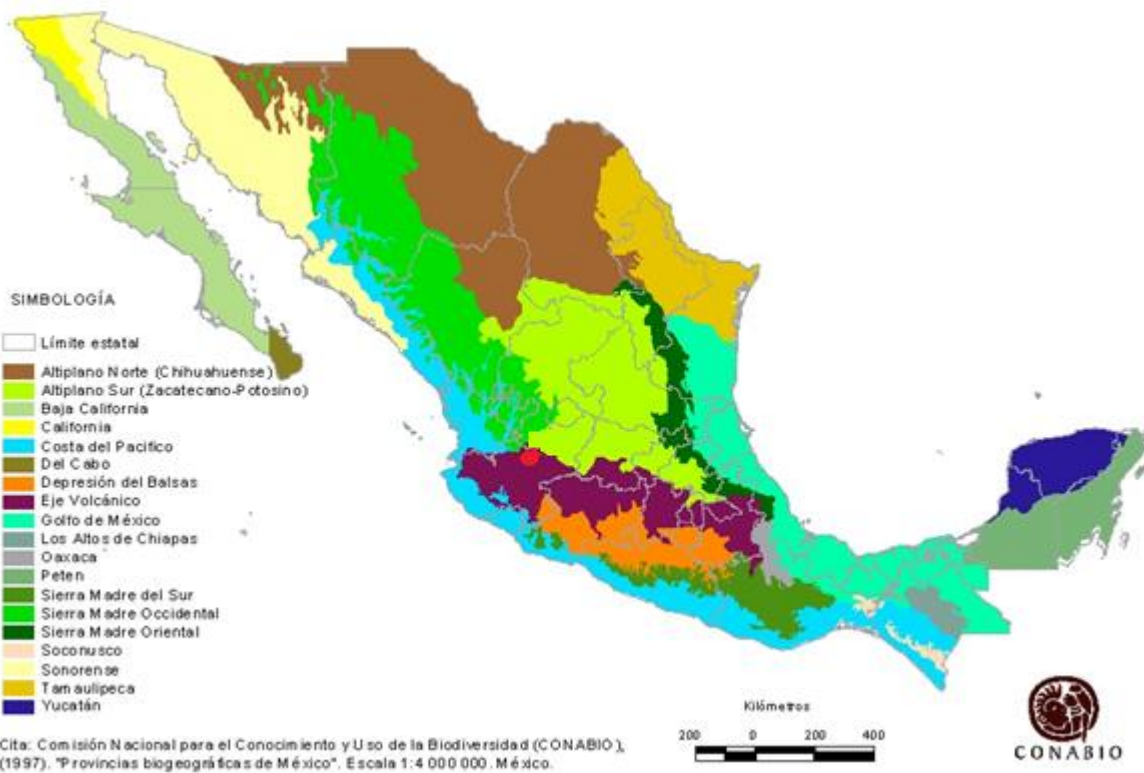 SIMBOLOGÍA
Límite estatal
Altiplano Norte (Chihuahuense)
Altiplano Sur (Zacatecano-Potosino)
Baja California
California
Costa del Pacífico
Del Cabo
Depresión del Balsas
Eje Volcánico
Golfo de México
Los Altos de Chiapas
Oaxaca
Peten
Sierra Madre del Sur
Sierra Madre Occidental
Sierra Madre Oriental
Soconusco
Sonorense
Tamaulipeca
Yucatán
Kilómetros
200 0 200 400
CONABIO
Cita: Comisión Nacional para el Conocimiento y Uso de la Biodiversidad (CONABIO),
(1997). "Provincias biogeográficas de México". Escala 1:4 000 000. México.